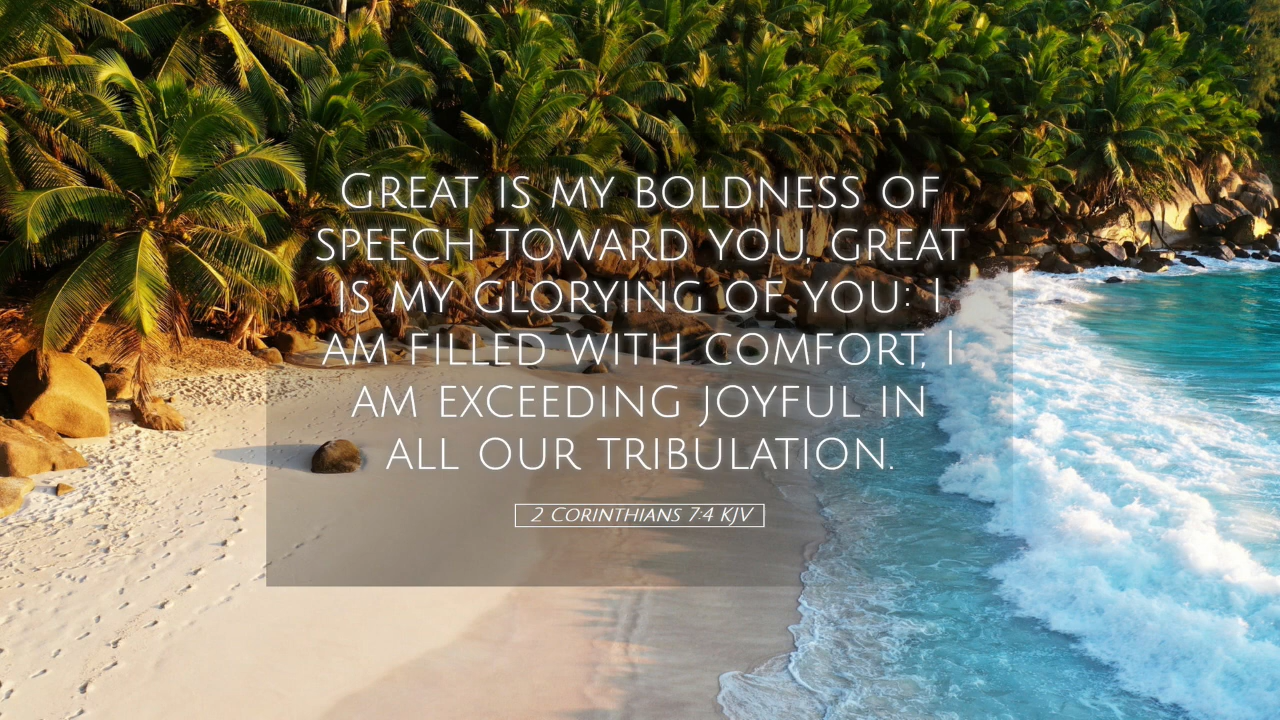 Great is my boldness of
speech toward you, great
is my glorying of you: I
am filled with comfort, I
am exceeding joyful in
all our tribulation.
2 Corinthians 7:4 KJV